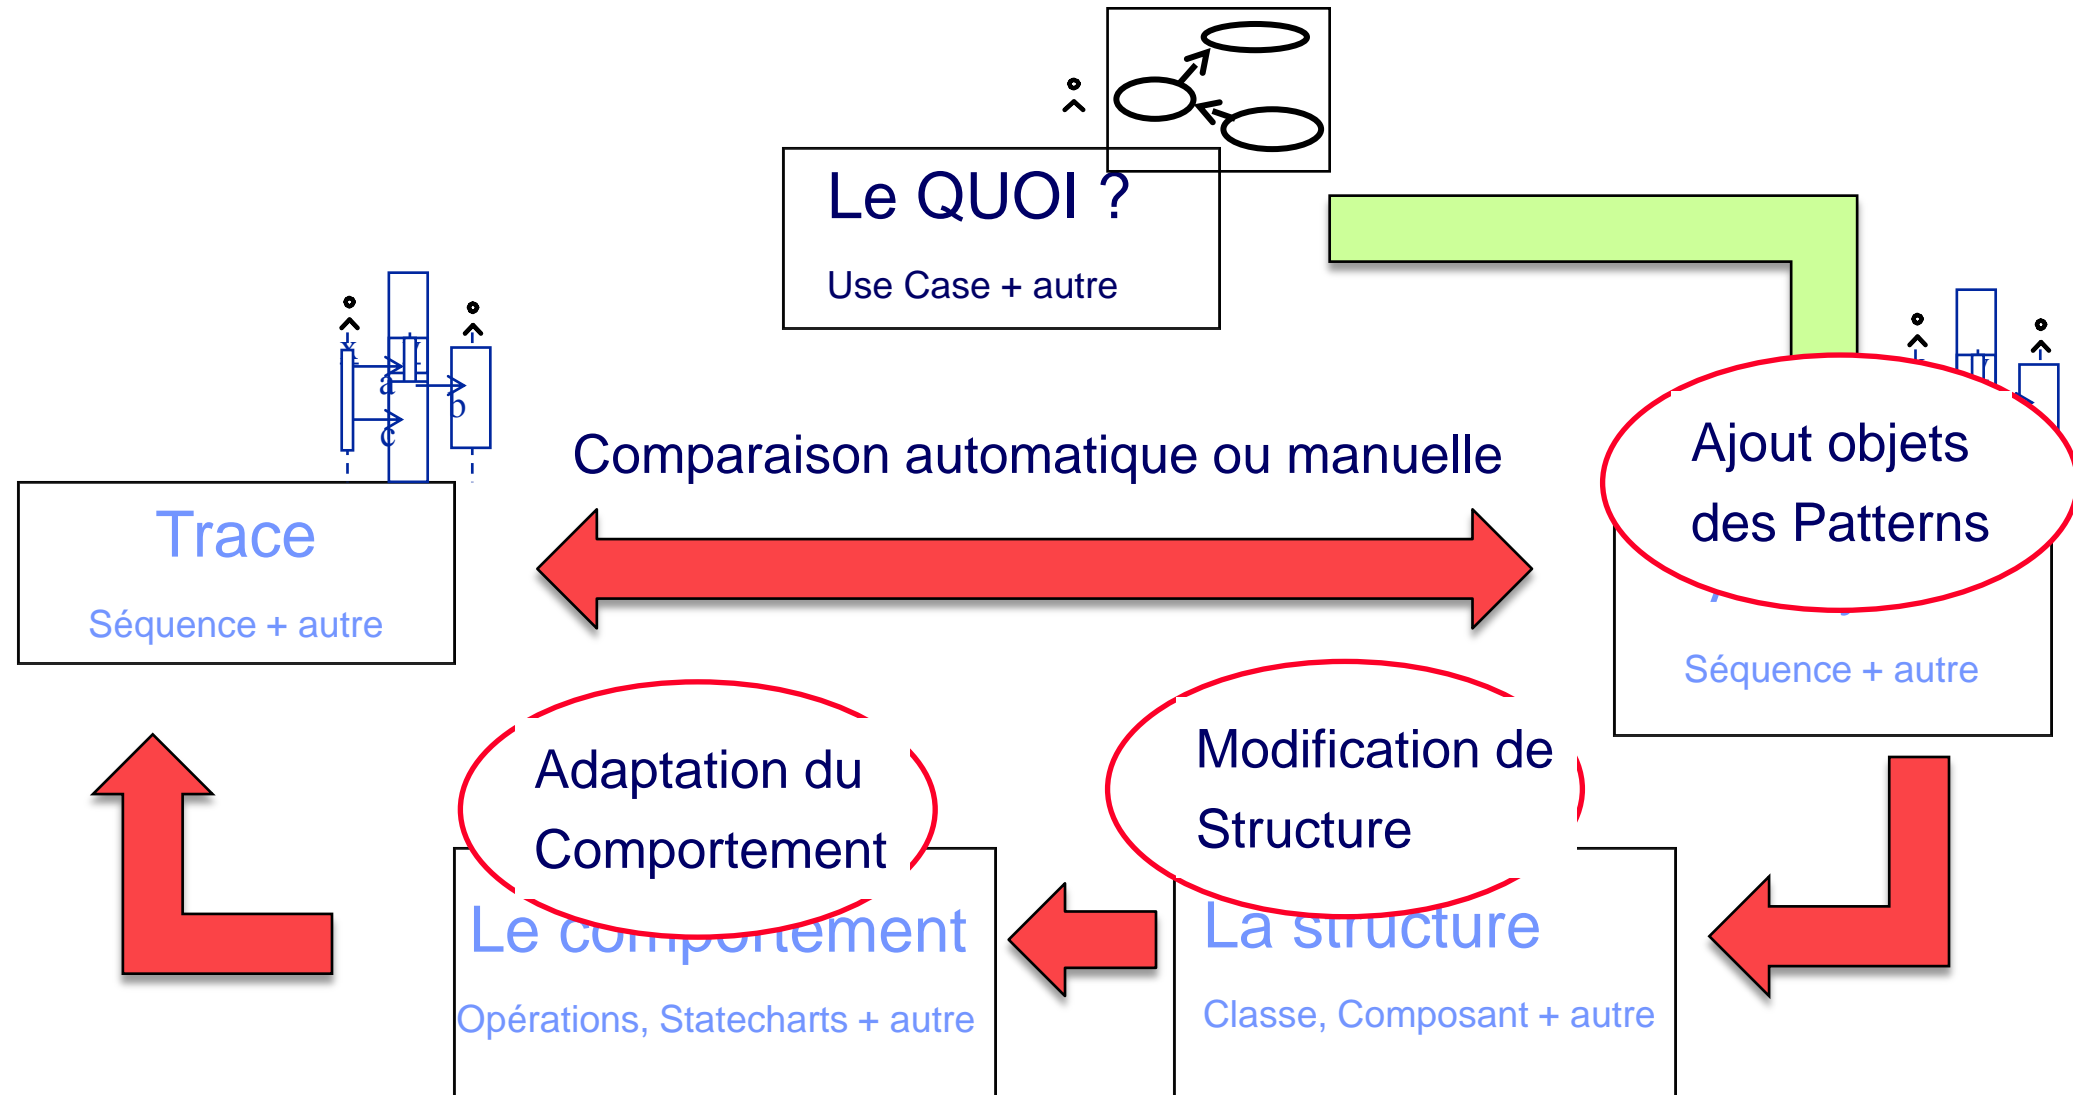 Le QUOI ?
Use Case + autre
a
b
c
Comparaison automatique ou manuelle
Ajout objets
des Patterns
Trace
Séquence + autre
Séquence + autre
Adaptation du
Comportement
Modification de
Structure
Le comportement
La structure
Opérations, Statecharts + autre
Classe, Composant + autre